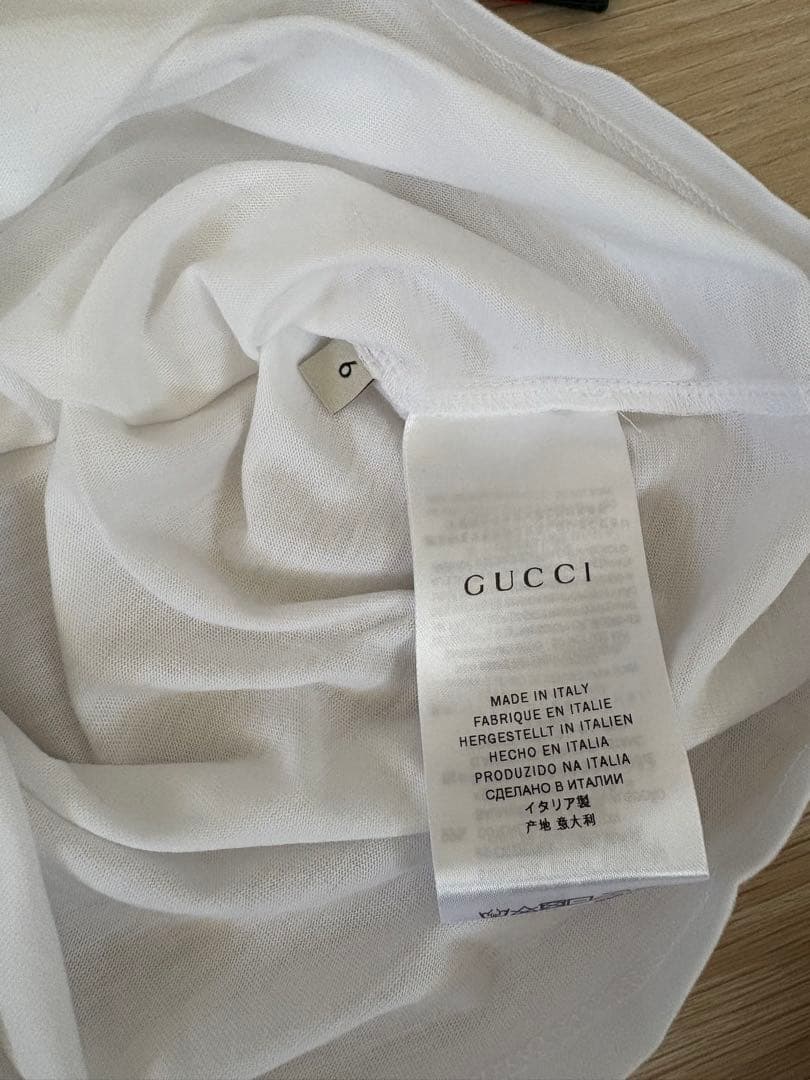 6
GUCCI
MADE IN ITALY
FABRIQUE EN ITALIE
HERGESTELLT IN ITALIEN
HECHO EN ITALIA
PRODUZIDO NA ITALIA
СДЕЛАНО В ИТАЛИИ
イタリア製
产地 意大利